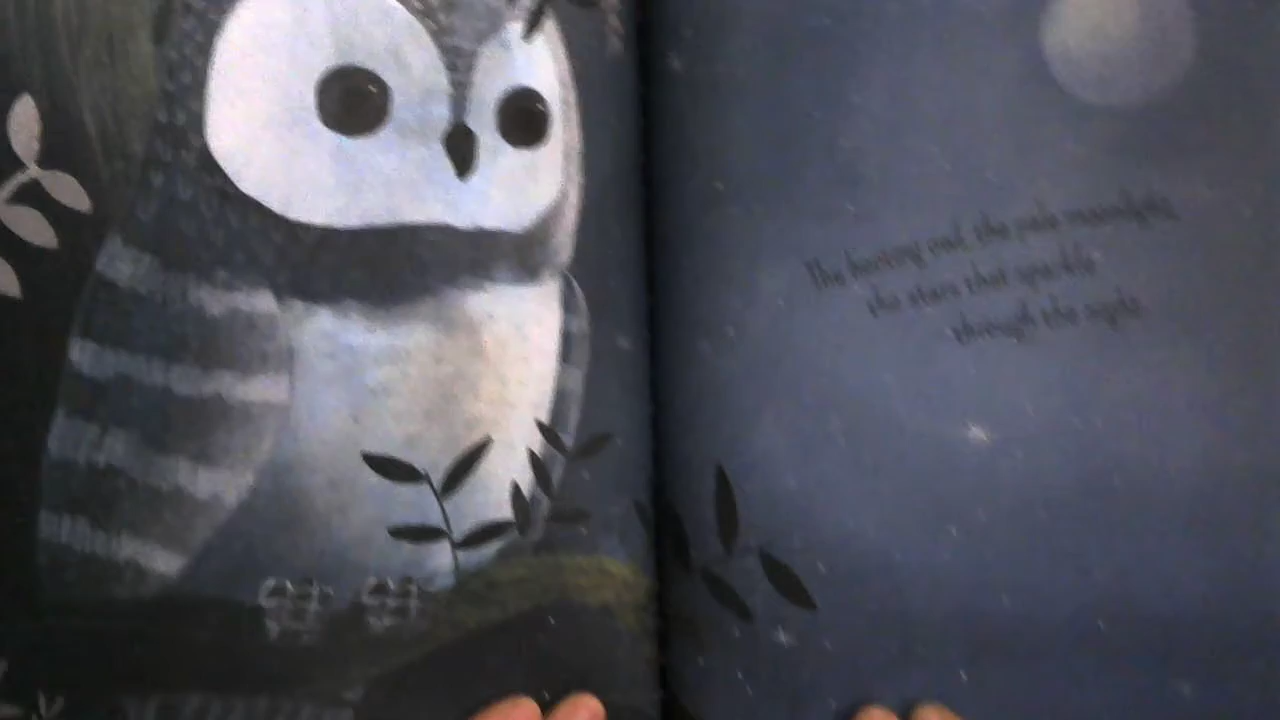 The hooting owl, the pale moonlight,
the stars that sparkle
through the night.